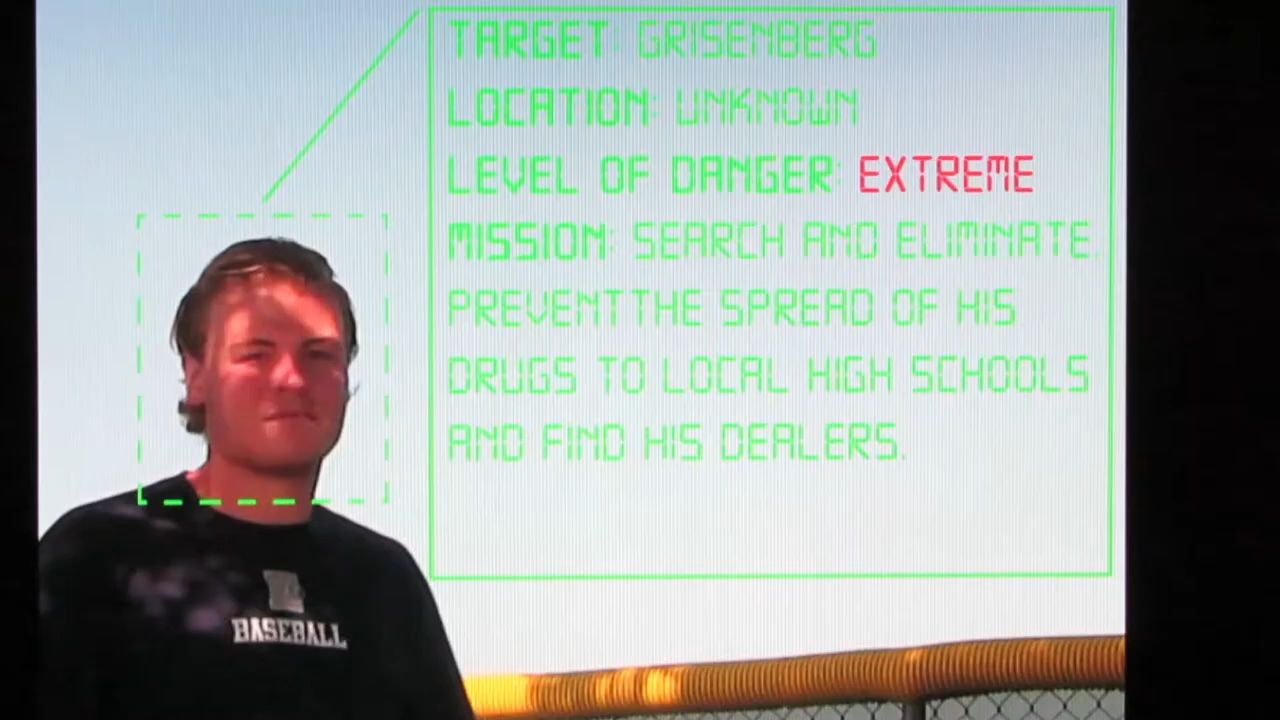 TARGET: GRISENBERG
LOCATION: UNKNOWN
LEVEL OF DANGER: EXTREME
MISSION: SEARCH AND ELIMINATE.
PREVENT THE SPREAD OF HIS
DRUGS TO LOCAL HIGH SCHOOLS
AND FIND HIS DEALERS.
BASEBALL